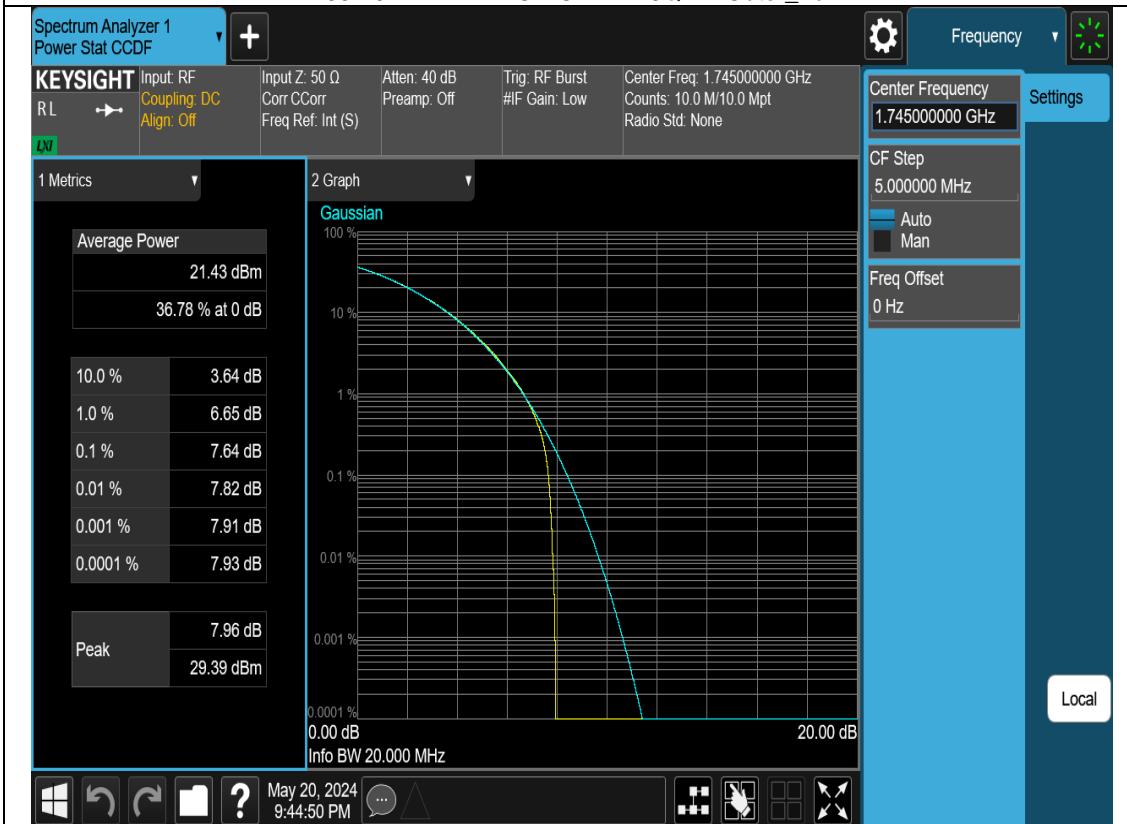 Spectrum Analyzer 1
Power Stat CCDF
+
Frequency
KEYSIGHT
RL
LXI
Input: RF
Coupling: DC
Align: Off
Input Z: 50 Ω
Corr CCorr
Freq Ref: Int (S)
Atten: 40 dB
Preamp: Off
Trig: RF Burst
#IF Gain: Low
Center Freq: 1.745000000 GHz
Counts: 10.0 M/10.0 Mpt
Radio Std: None
Center Frequency
1.745000000 GHz
Settings
CF Step
5.000000 MHz
Auto
Man
Freq Offset
0 Hz
Local
1 Metrics
Average Power
21.43 dBm
36.78 % at 0 dB
10.0 % 3.64 dB
1.0 % 6.65 dB
0.1 % 7.64 dB
0.01 % 7.82 dB
0.001 % 7.91 dB
0.0001 % 7.93 dB
Peak
7.96 dB
29.39 dBm
2 Graph
Gaussian
100 %
10 %
1 %
0.1 %
0.01 %
0.001 %
0.0001 %
0.00 dB 20.00 dB
Info BW 20.000 MHz
?
May 20, 2024
9:44:50 PM